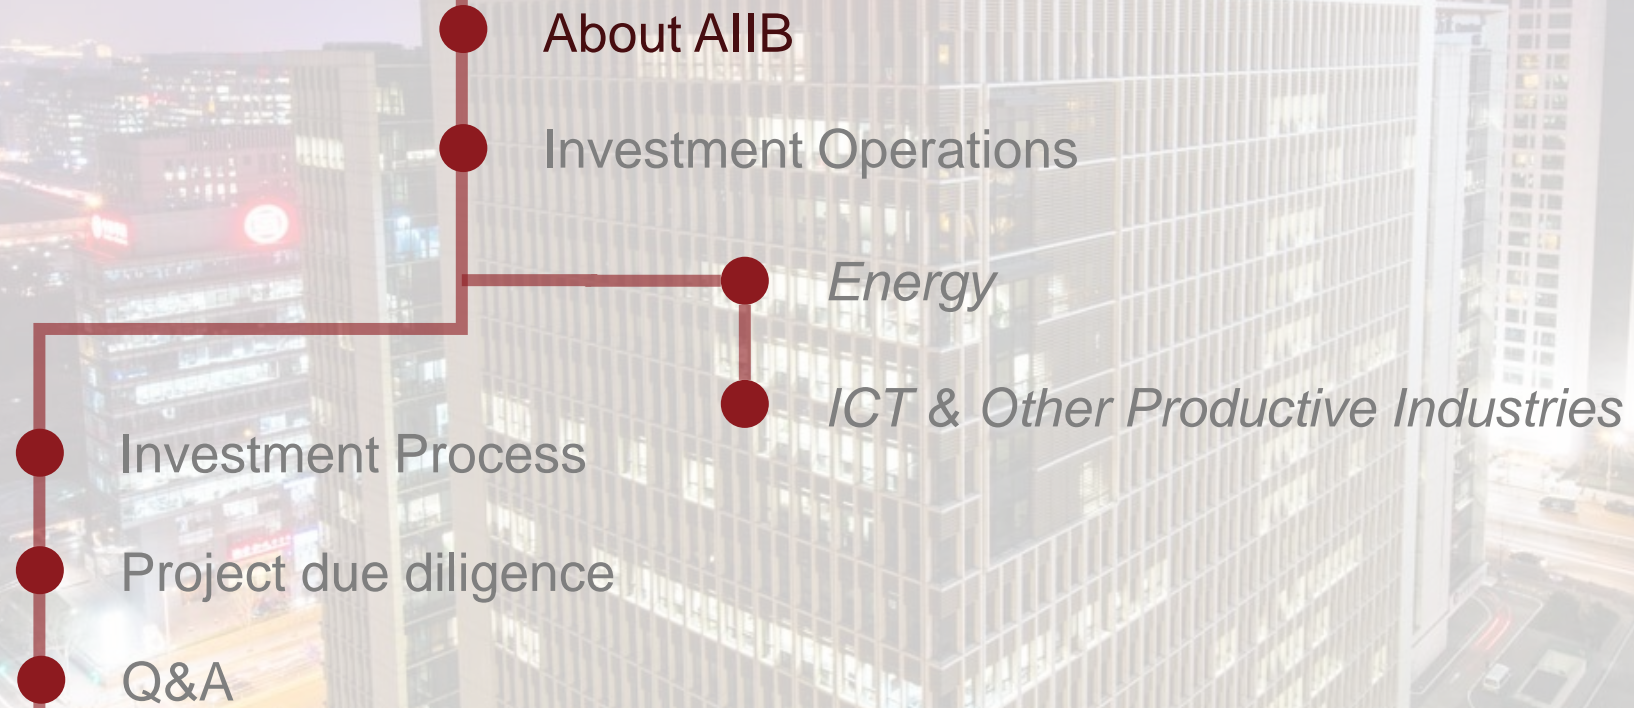 About AIIB
Investment Operations
Energy
ICT & Other Productive Industries
Investment Process
Project due diligence
Q&A